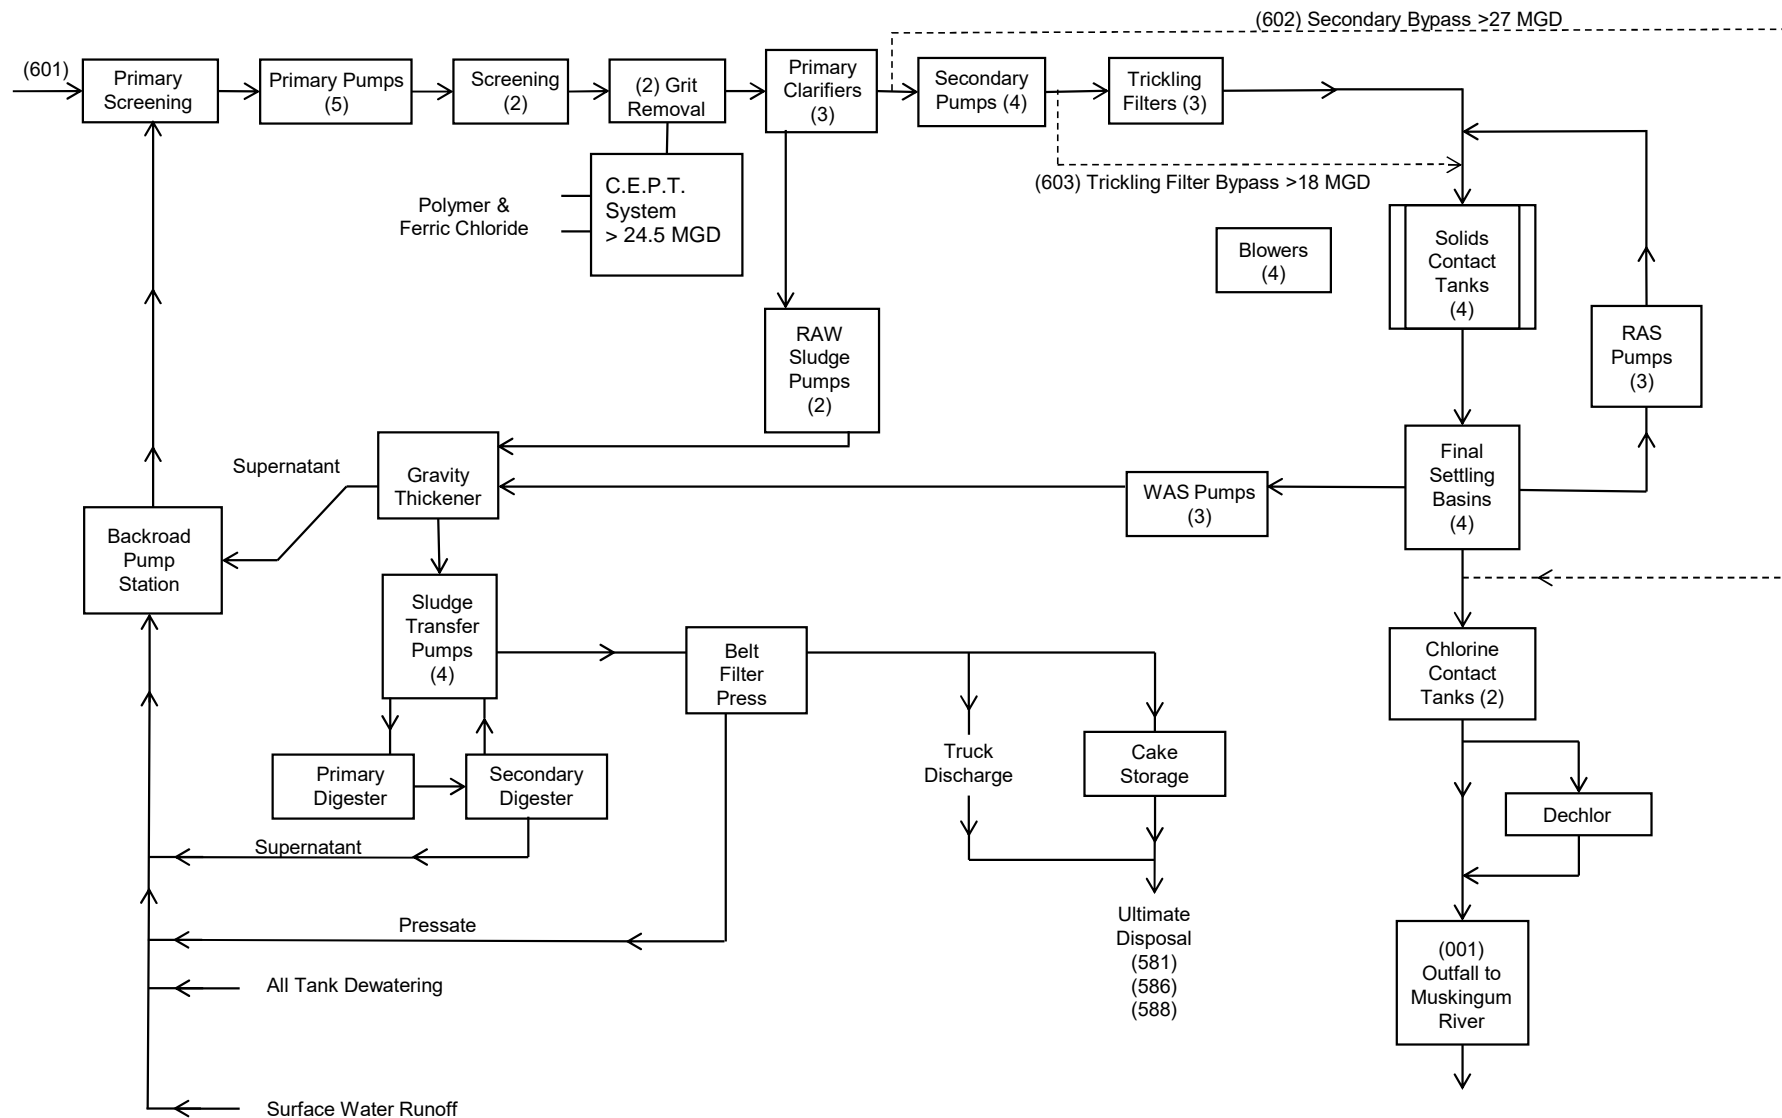 (602) Secondary Bypass >27 MGD
(601)
Primary
Screening
Primary Pumps
(5)
Screening
(2)
(2) Grit
Removal
Primary
Clarifiers
(3)
Secondary
Pumps (4)
Trickling
Filters (3)
(603) Trickling Filter Bypass >18 MGD
Polymer &
Ferric Chloride
C.E.P.T.
System
> 24.5 MGD
Blowers
(4)
Solids
Contact
Tanks
(4)
RAW
Sludge
Pumps
(2)
RAS
Pumps
(3)
Supernatant
Gravity
Thickener
WAS Pumps
(3)
Final
Settling
Basins
(4)
Backroad
Pump
Station
Sludge
Transfer
Pumps
(4)
Belt
Filter
Press
Chlorine
Contact
Tanks (2)
Primary
Digester
Secondary
Digester
Truck
Discharge
Cake
Storage
Dechlor
Supernatant
Pressate
Ultimate
Disposal
(581)
(586)
(588)
(001)
Outfall to
Muskingum
River
All Tank Dewatering
Surface Water Runoff